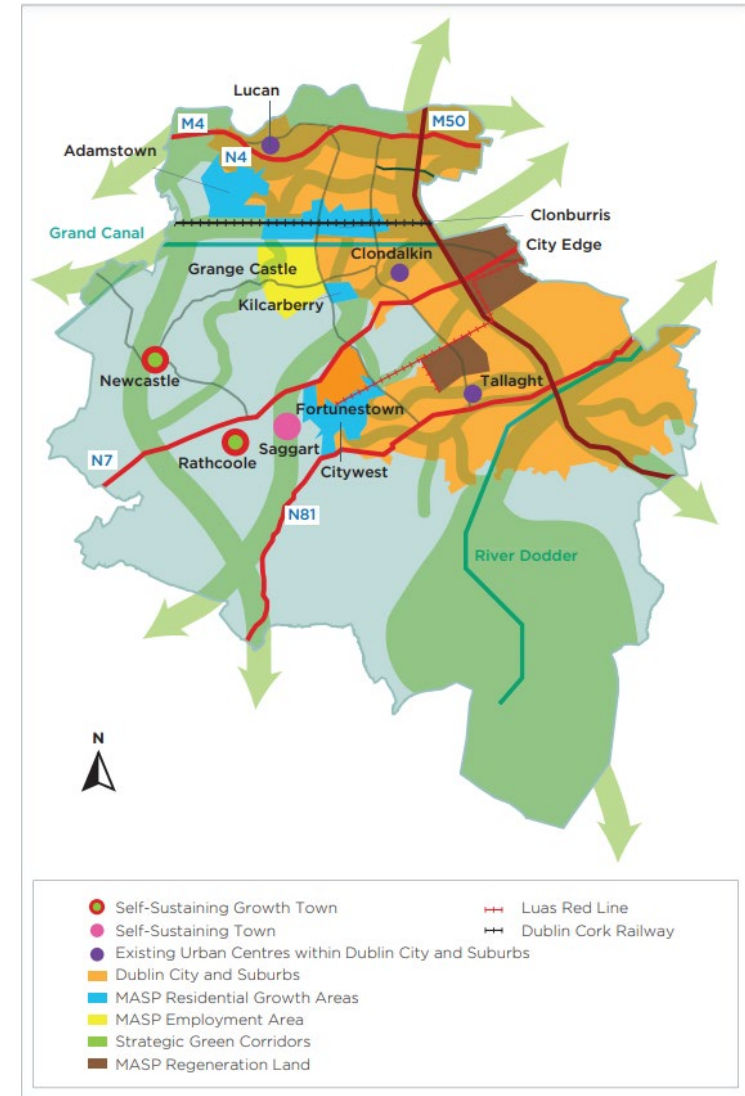 Lucan
M4
M50
Adamstown
N4
Clonburris
Grand Canal
City Edge
Clondalkin
Grange Castle
Kilcarberry
Newcastle
Tallaght
Fortunestown
Saggart
N7
Rathcoole
Citywest
N81
River Dodder
N
Self-Sustaining Growth Town
Self-Sustaining Town
Existing Urban Centres within Dublin City and Suburbs
Dublin City and Suburbs
MASP Residential Growth Areas
MASP Employment Area
Strategic Green Corridors
MASP Regeneration Land
Luas Red Line
Dublin Cork Railway